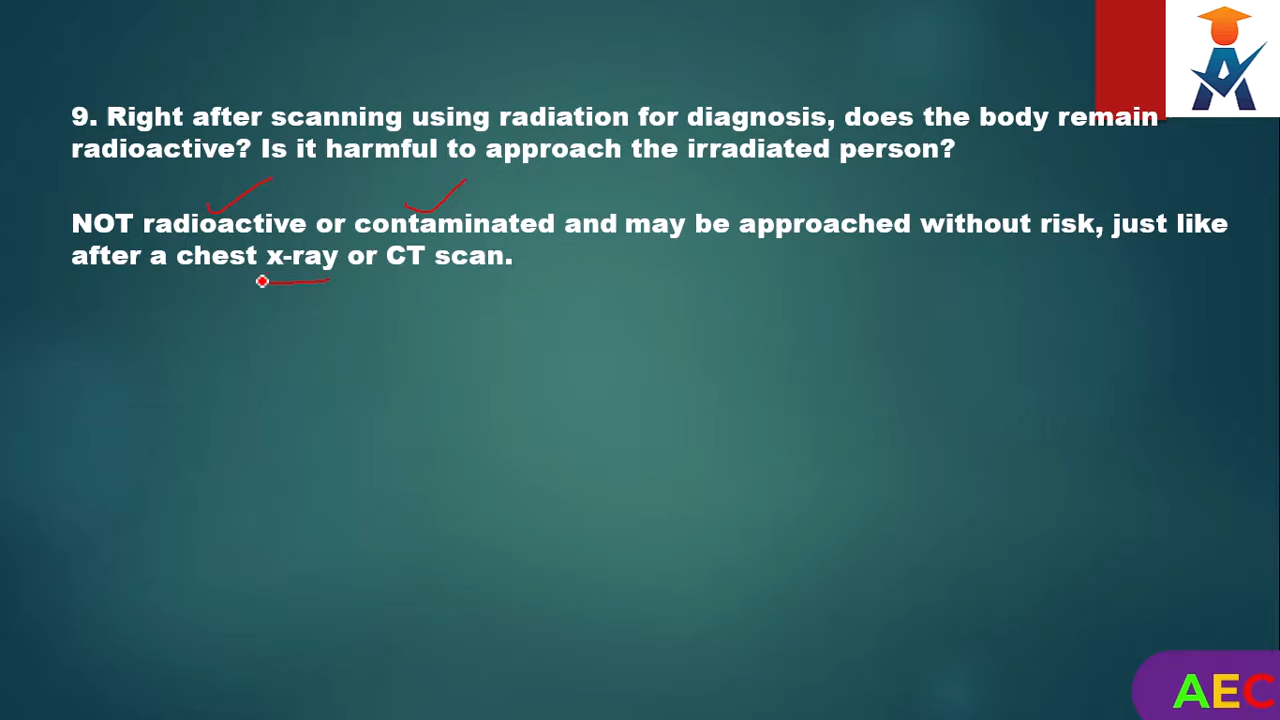 9. Right after scanning using radiation for diagnosis, does the body remain
radioactive? Is it harmful to approach the irradiated person?
NOT radioactive or contaminated and may be approached without risk, just like
after a chest x-ray or CT scan.
AEC